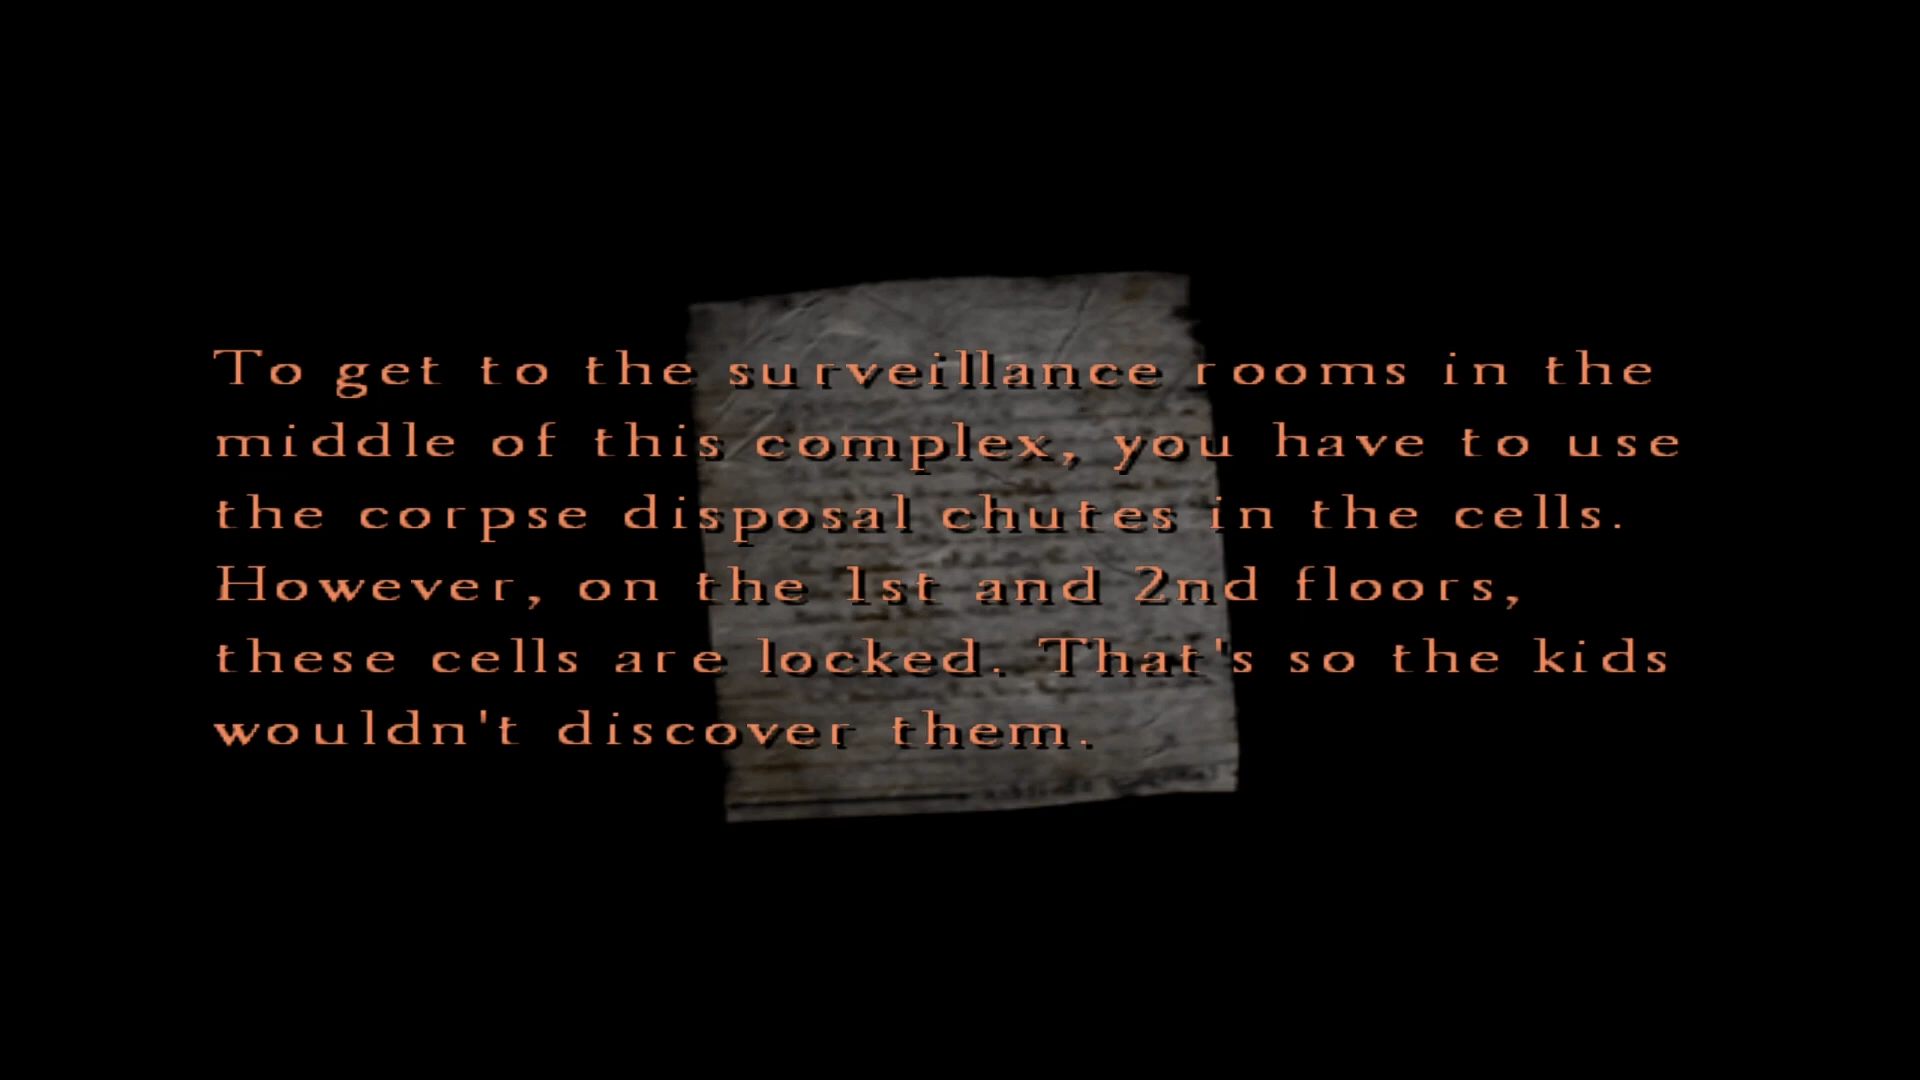 To get to the surveillance rooms in the
middle of this complex, you have to use
the corpse disposal chutes in the cells.
However, on the 1st and 2nd floors,
these cells are locked. That's so the kids
wouldn't discover them.